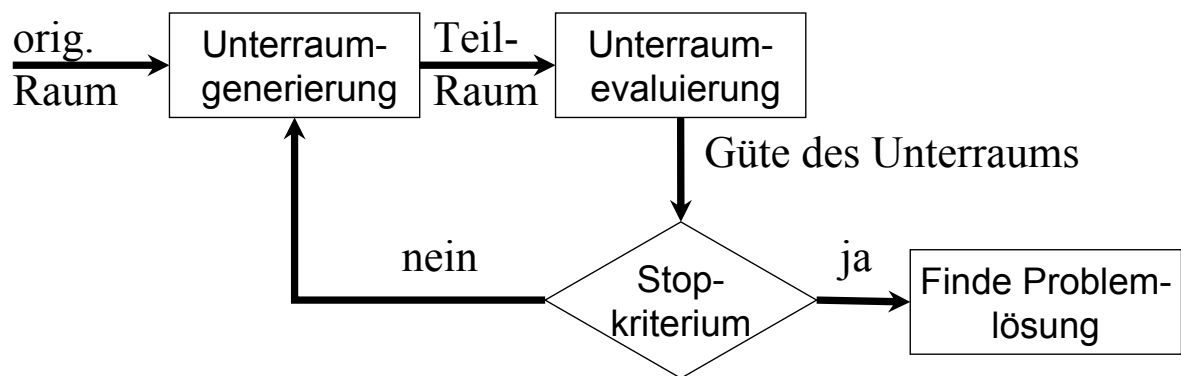 orig.
Raum
Unterraum-
generierung
Teil-
Raum
Unterraum-
evaluierung
Güte des Unterraums
nein
Stop-
kriterium
ja
Finde Problem-
lösung